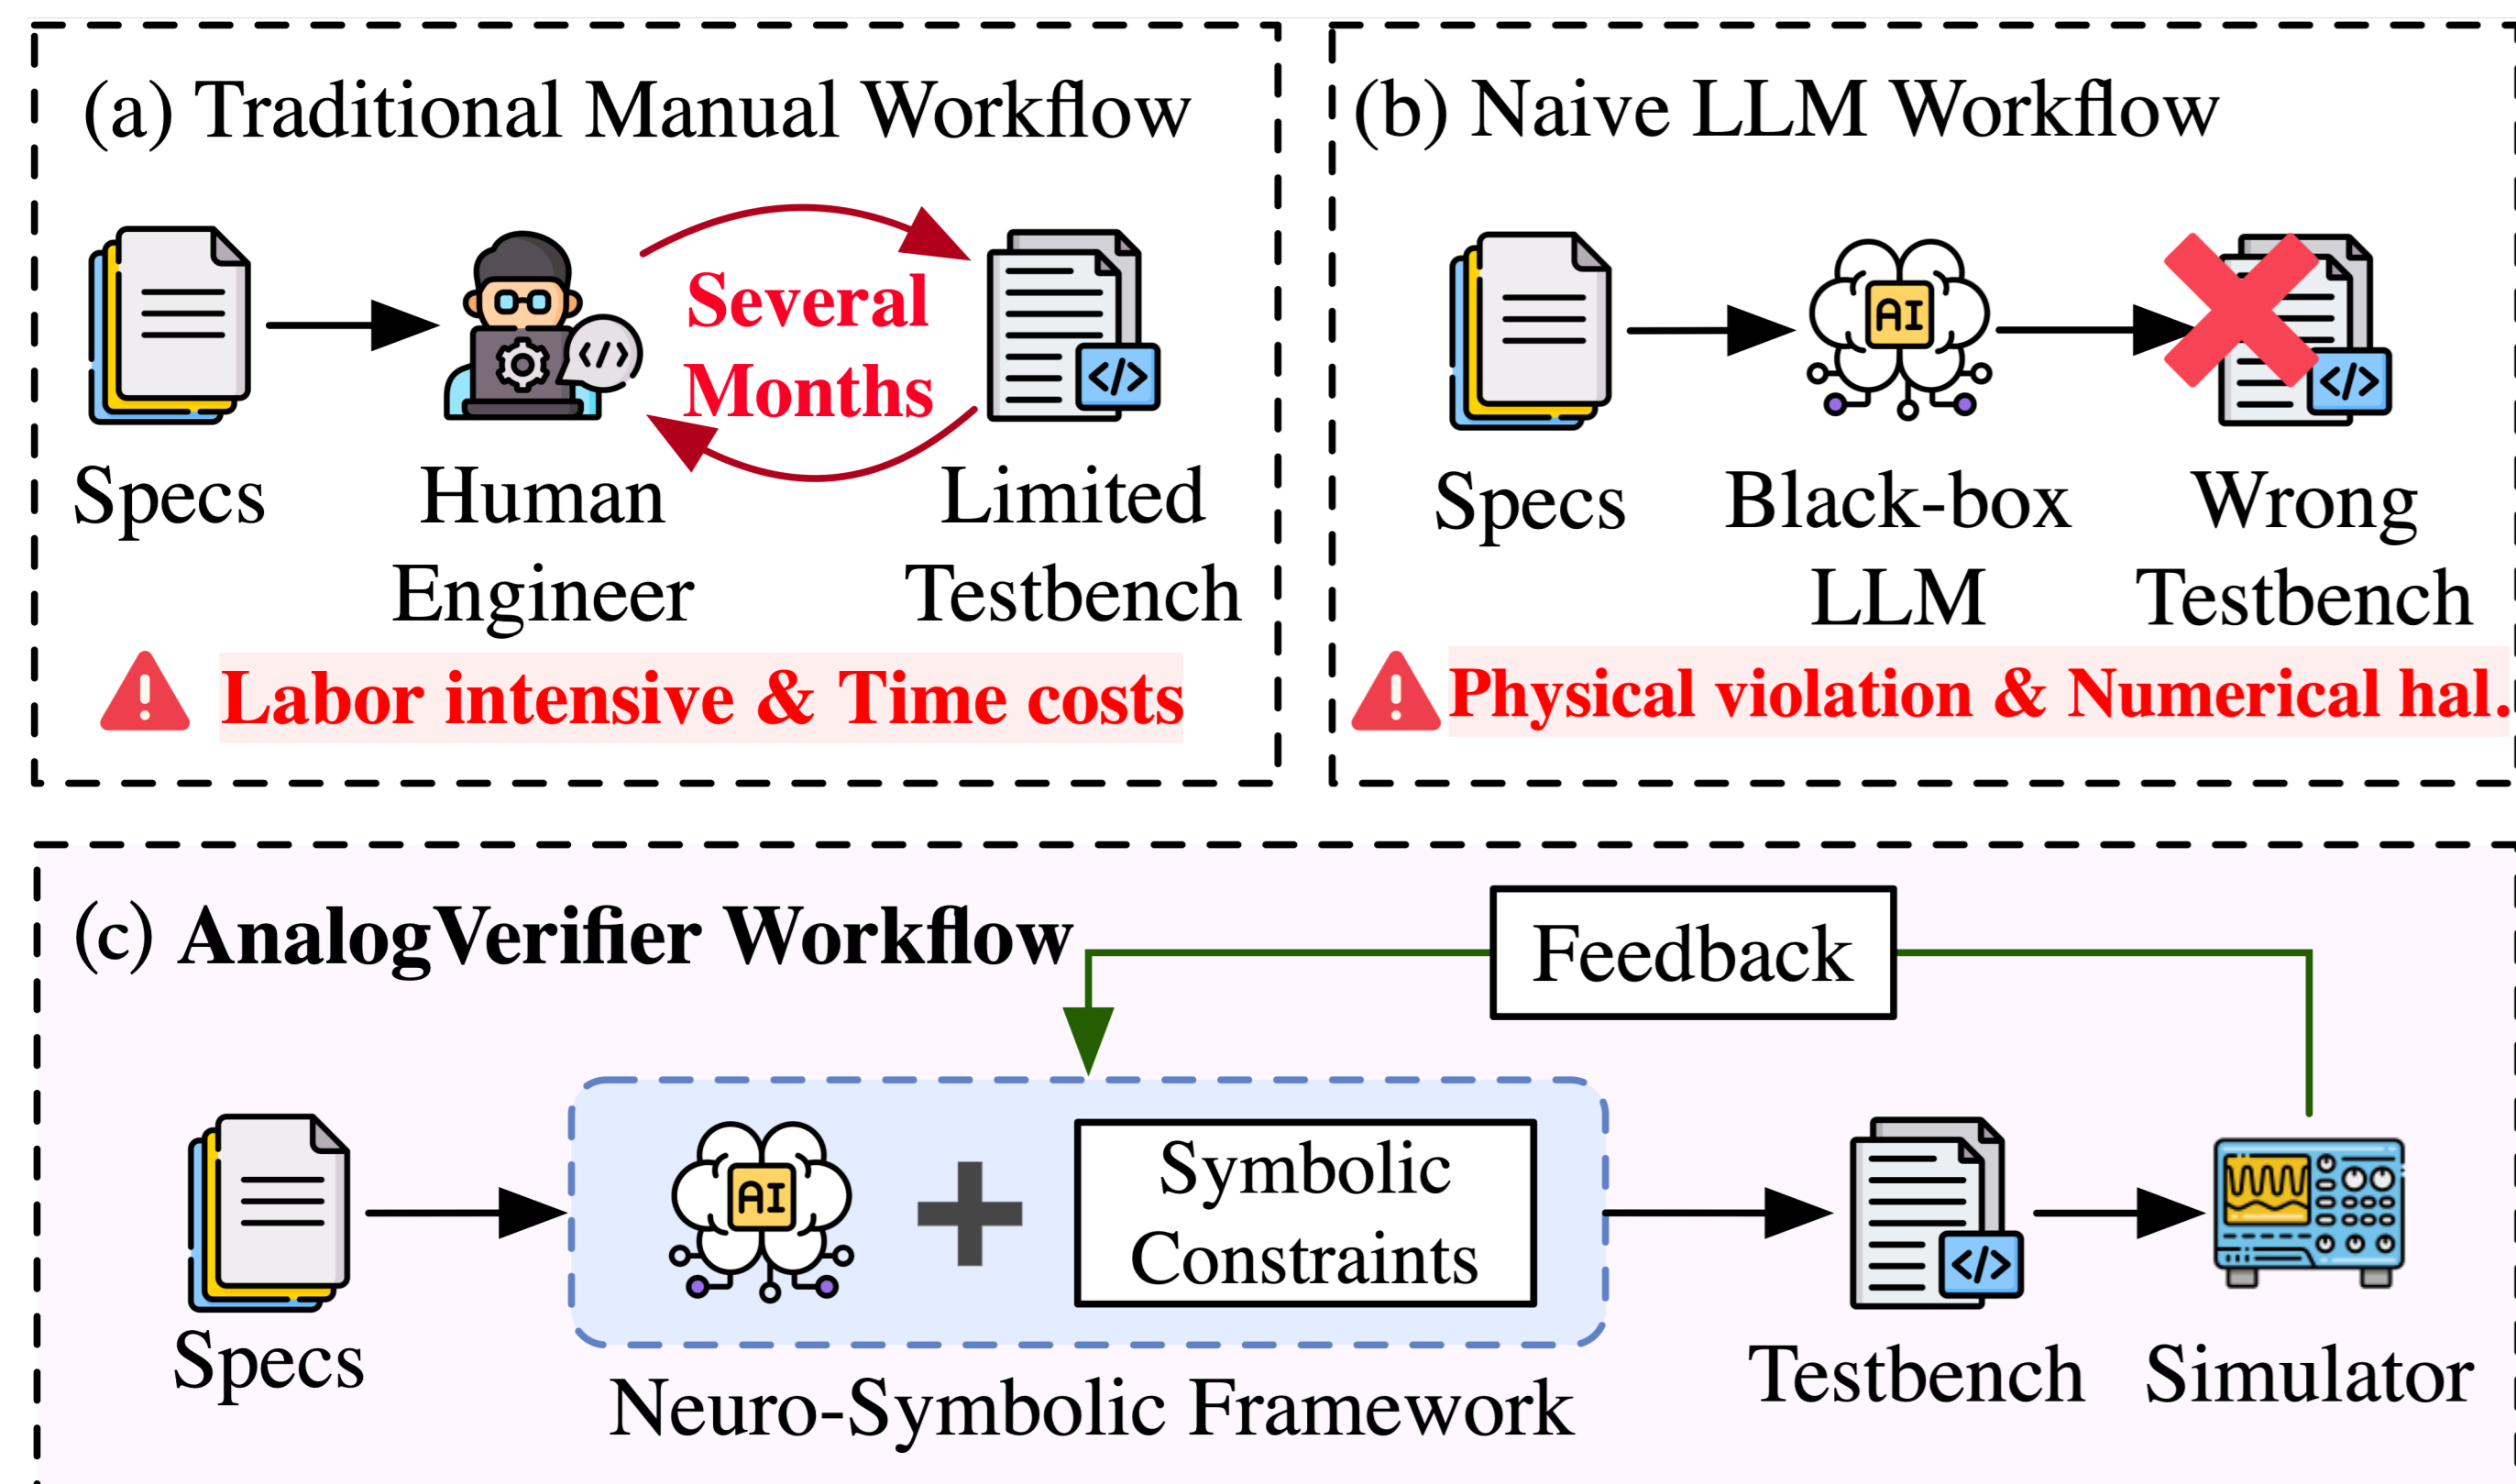 (a) Traditional Manual Workflow
Several
Months
Specs
Human
Engineer
Limited
Testbench
Labor intensive & Time costs
(b) Naive LLM Workflow
AI
Specs
Black-box
LLM
Wrong
Testbench
Physical violation & Numerical hal.
(c) AnalogVerifier Workflow
Feedback
AI
Symbolic
Constraints
Specs
Neuro-Symbolic Framework
Testbench
Simulator